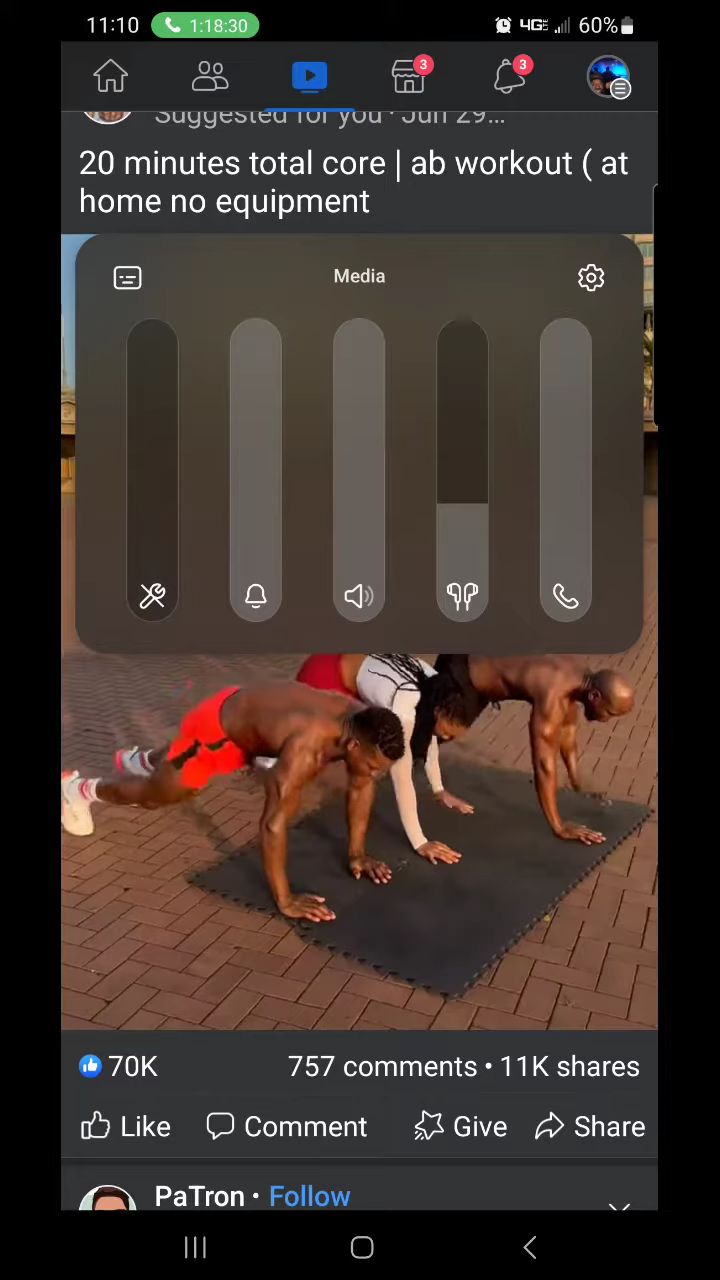 11:10 1:18:30 4GE 60%
3 3
Suggested for you · Jun 29...
20 minutes total core | ab workout ( at
home no equipment
Media
70K 757 comments • 11K shares
Like Comment Give Share
PaTron • Follow